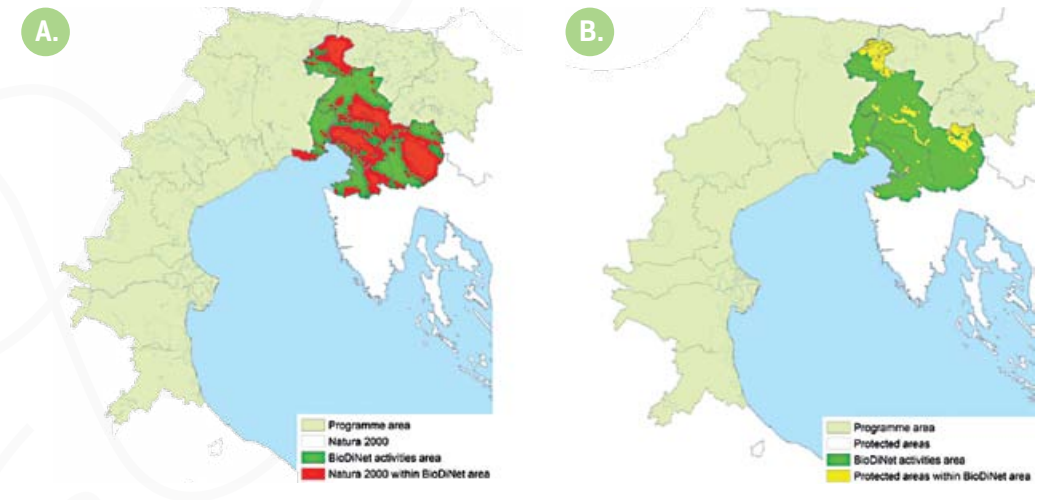 A.
Programme area
Natura 2000
BioDiNet activities area
Natura 2000 within BioDiNet area
B.
Programme area
Protected areas
BioDiNet activities area
Protected areas within BioDiNet area